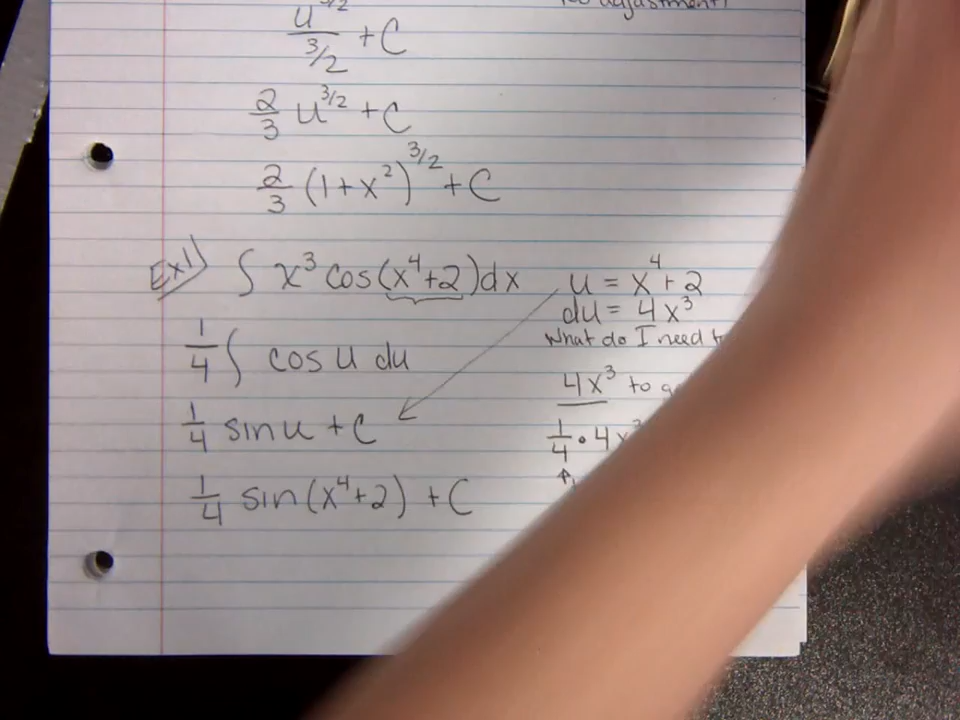 u^3/2 / 3/2 + C
2/3 u^3/2 + C
2/3 (1+x^2)^3/2 + C
Ex1) ∫ x^3 cos(x^4+2)dx
1/4 ∫ cos u du
1/4 sin u + C
1/4 sin(x^4+2) + C
adjustment!
u = x^4+2
du = 4x^3
What do I need
4x^3 to
1/4 · 4x